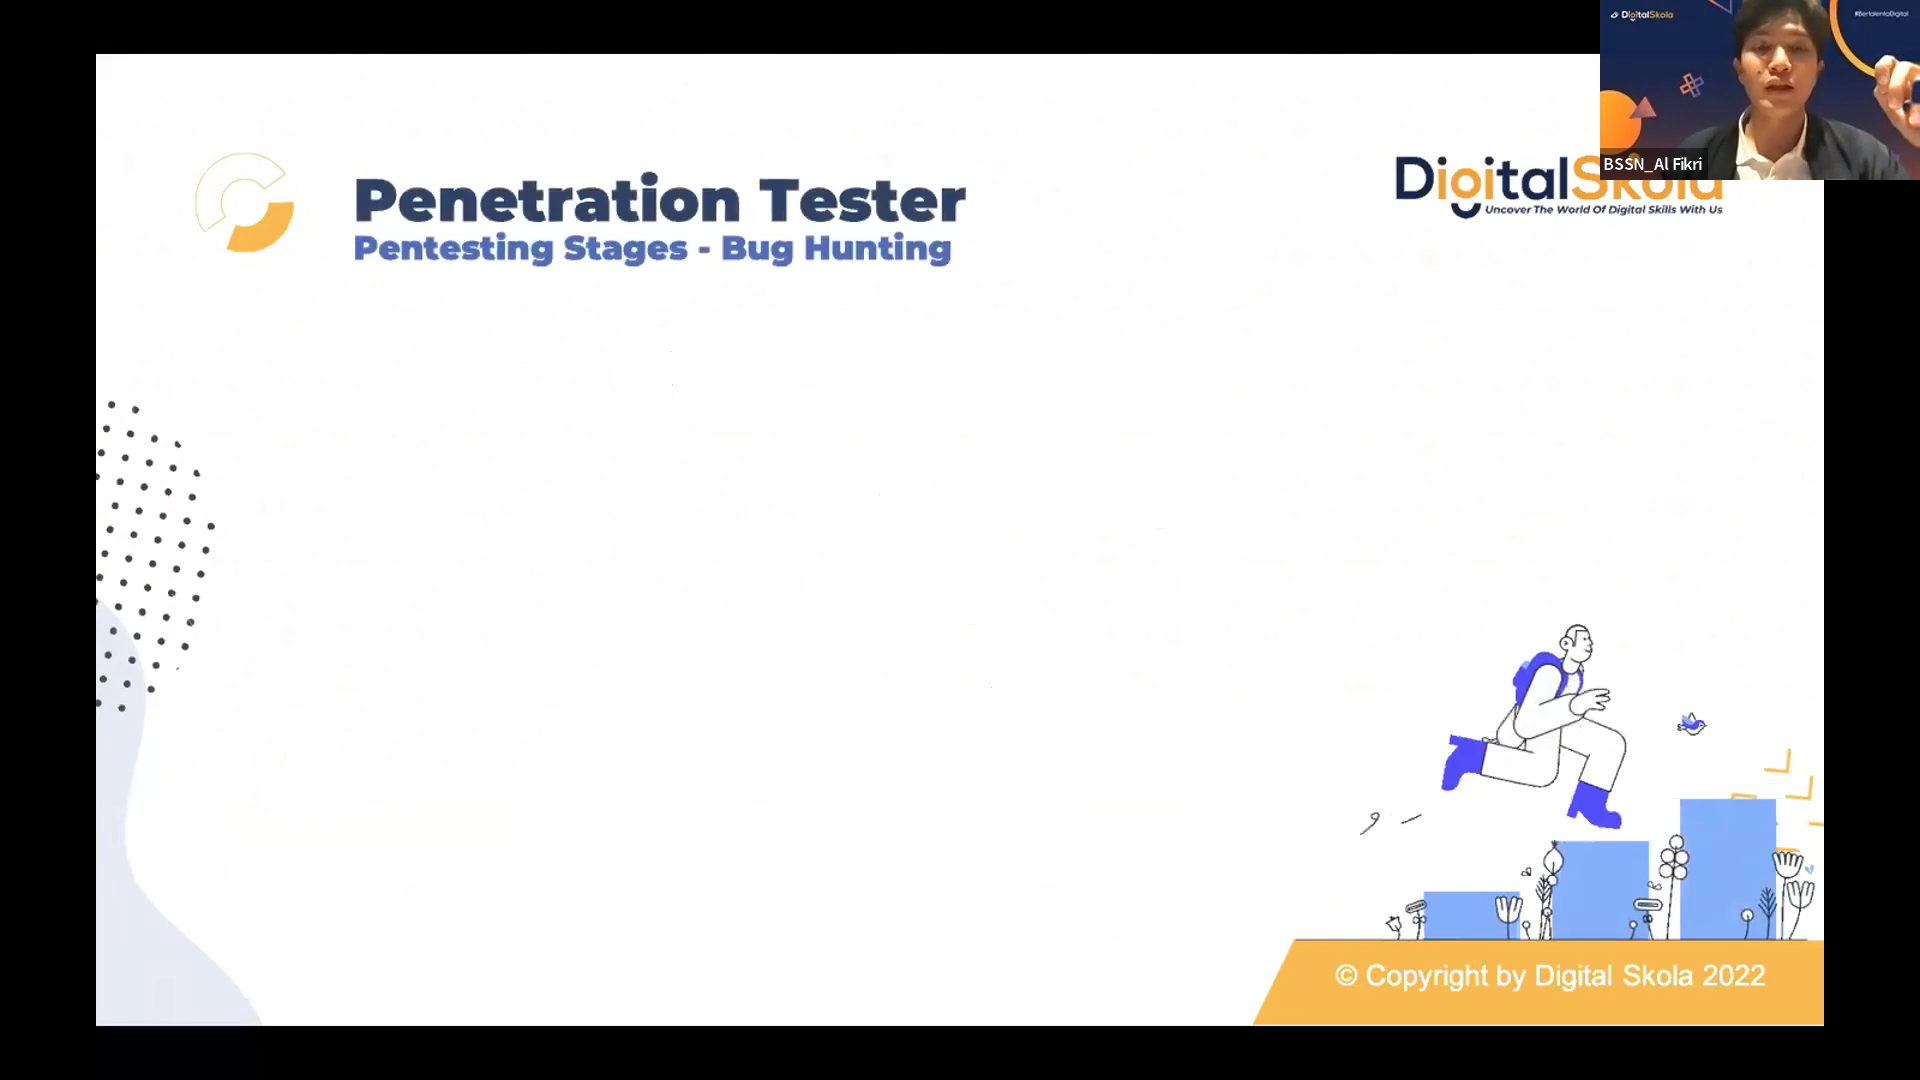 DigitalSkola
#BertalentaDigital
BSSN_Al Fikri
Penetration Tester
Pentesting Stages - Bug Hunting
DigitalSkola
Uncover The World Of Digital Skills With Us
© Copyright by Digital Skola 2022